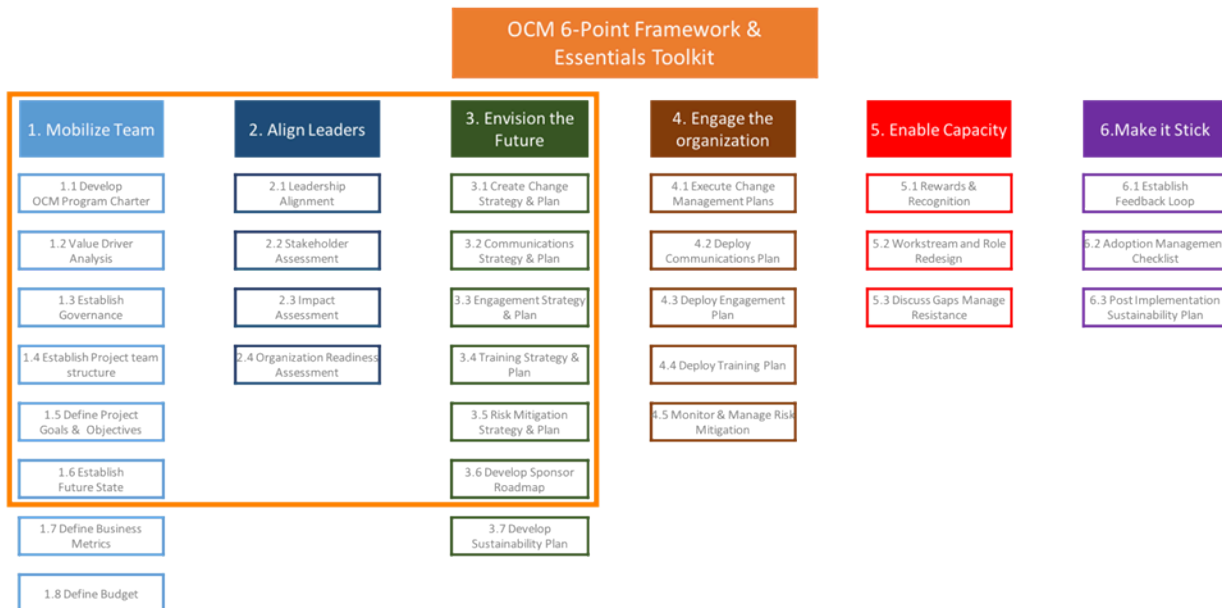 OCM 6-Point Framework &
Essentials Toolkit
1. Mobilize Team
1.1 Develop
OCM Program Charter
1.2 Value Driver
Analysis
1.3 Establish
Governance
1.4 Establish Project team
structure
1.5 Define Project
Goals & Objectives
1.6 Establish
Future State
1.7 Define Business
Metrics
1.8 Define Budget
2. Align Leaders
2.1 Leadership
Alignment
2.2 Stakeholder
Assessment
2.3 Impact
Assessment
2.4 Organization Readiness
Assessment
3. Envision the
Future
3.1 Create Change
Strategy & Plan
3.2 Communications
Strategy & Plan
3.3 Engagement Strategy
& Plan
3.4 Training Strategy &
Plan
3.5 Risk Mitigation
Strategy & Plan
3.6 Develop Sponsor
Roadmap
3.7 Develop
Sustainability Plan
4. Engage the
organization
4.1 Execute Change
Management Plans
4.2 Deploy
Communications Plan
4.3 Deploy Engagement
Plan
4.4 Deploy Training Plan
4.5 Monitor & Manage Risk
Mitigation
5. Enable Capacity
5.1 Rewards &
Recognition
5.2 Workstream and Role
Redesign
5.3 Discuss Gaps Manage
Resistance
6.Make it Stick
6.1 Establish
Feedback Loop
6.2 Adoption Management
Checklist
6.3 Post Implementation
Sustainability Plan